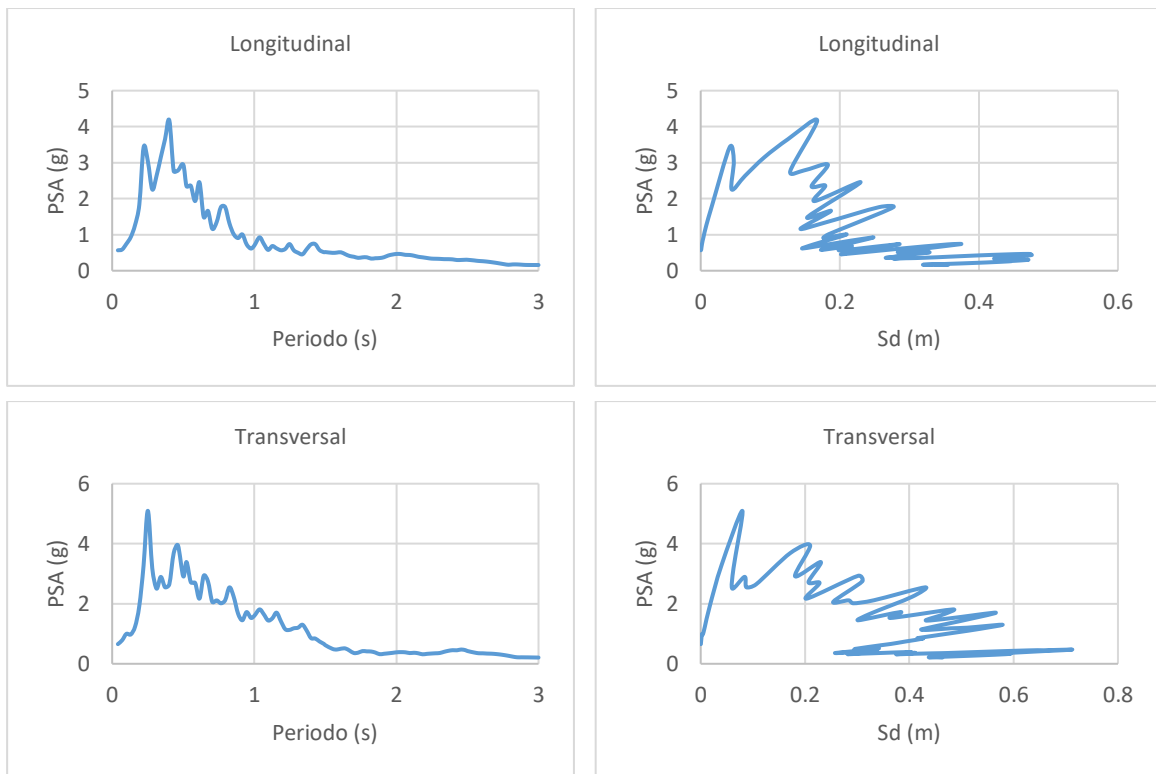 Longitudinal
5
4
3
2
1
0
PSA (g)
0 1 2 3
Periodo (s)
Longitudinal
5
4
3
2
1
0
PSA (g)
0 0.2 0.4 0.6
Sd (m)
Transversal
6
4
2
0
PSA (g)
0 1 2 3
Periodo (s)
Transversal
6
4
2
0
PSA (g)
0 0.2 0.4 0.6 0.8
Sd (m)